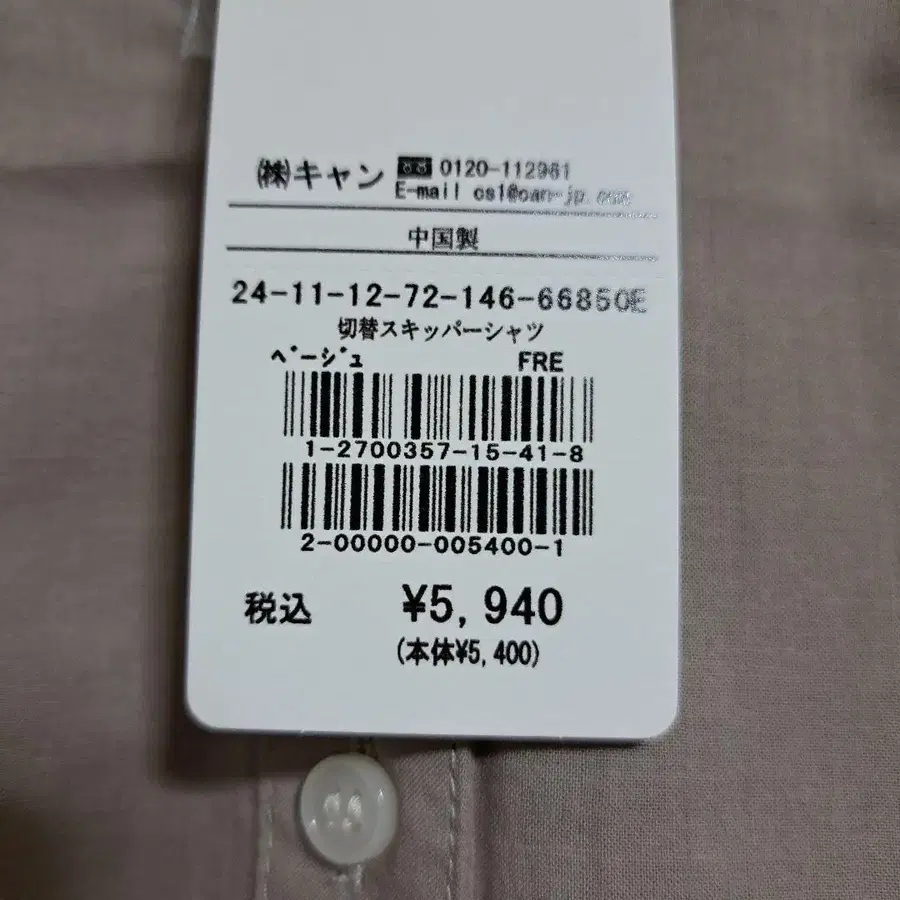 ㈱キャン 0120-112961
E-mail cs1@can-jp.com
中国製
24-11-12-72-146-66850E
切替スキッパーシャツ
ベージュ FRE
1-2700357-15-41-8
2-00000-005400-1
税込 ¥5,940
(本体¥5,400)